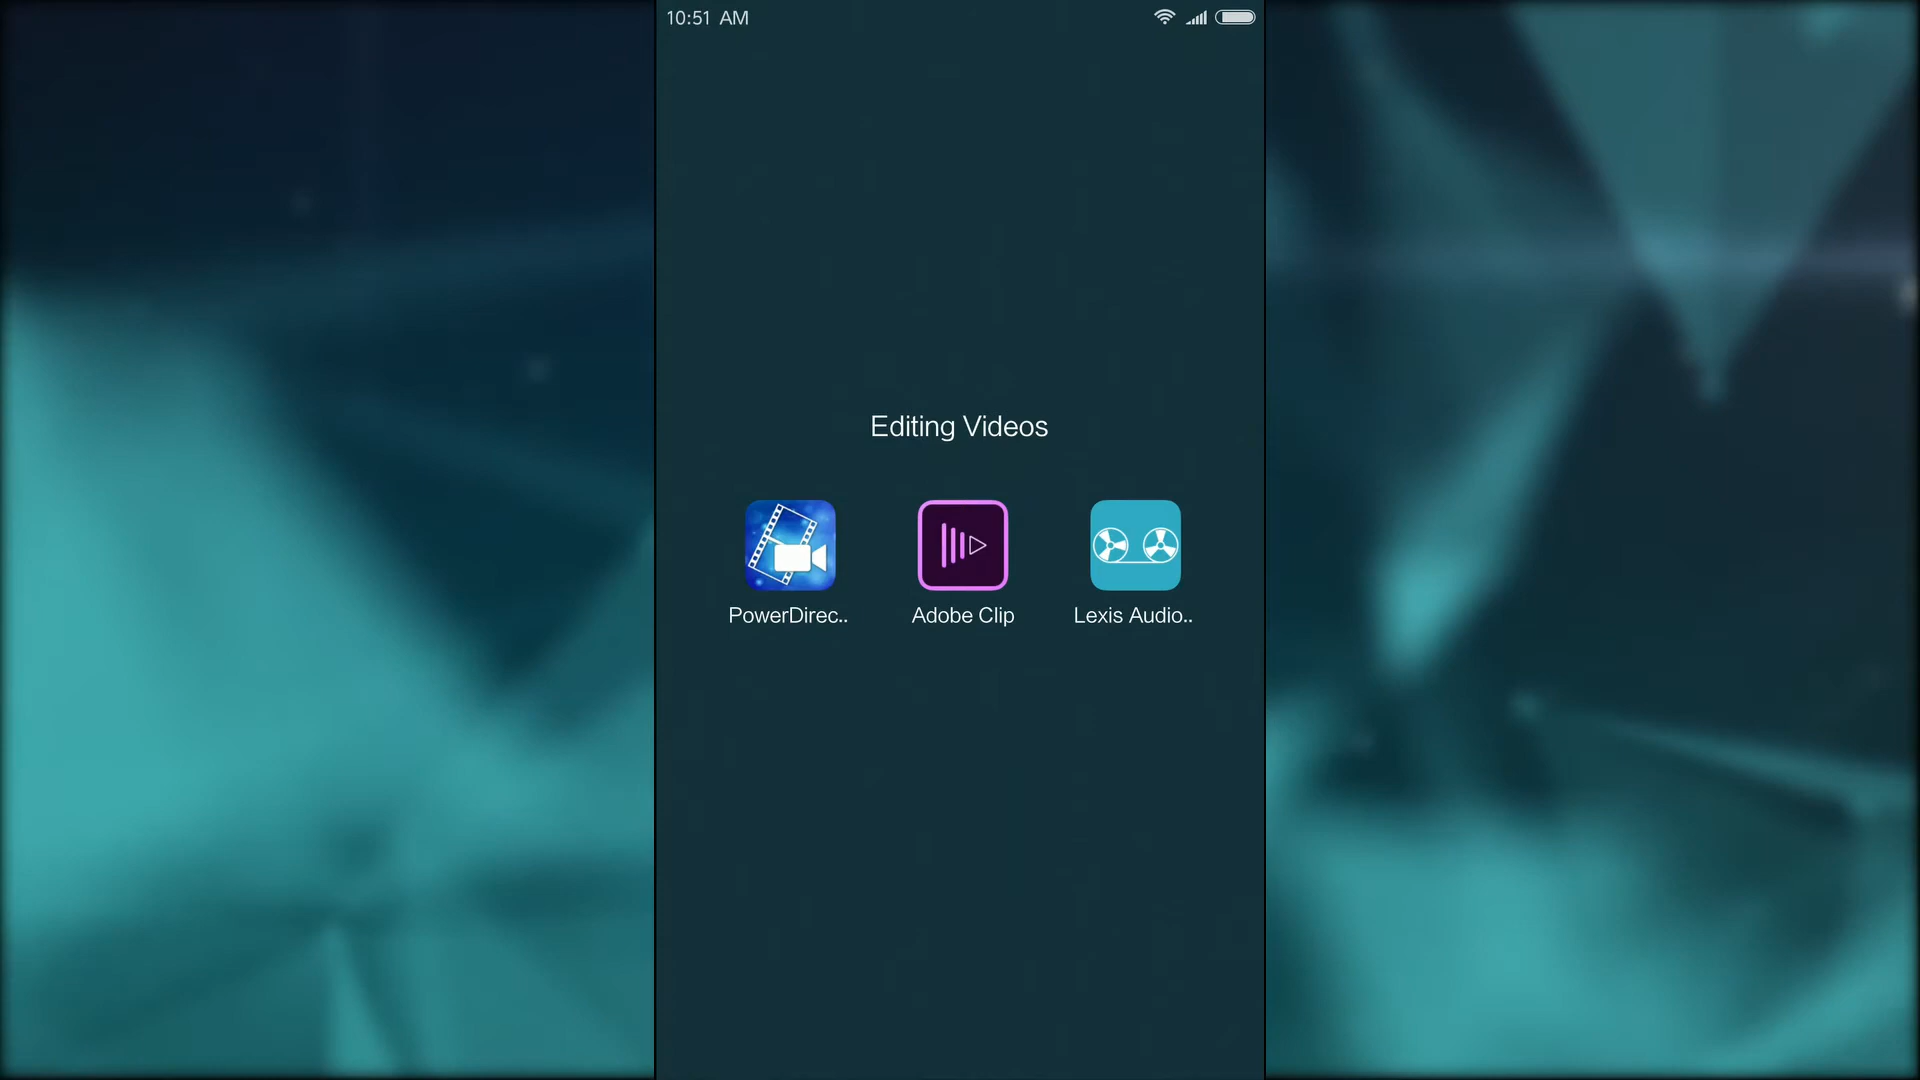 10:51 AM
Editing Videos
PowerDirec..
Adobe Clip
Lexis Audio..